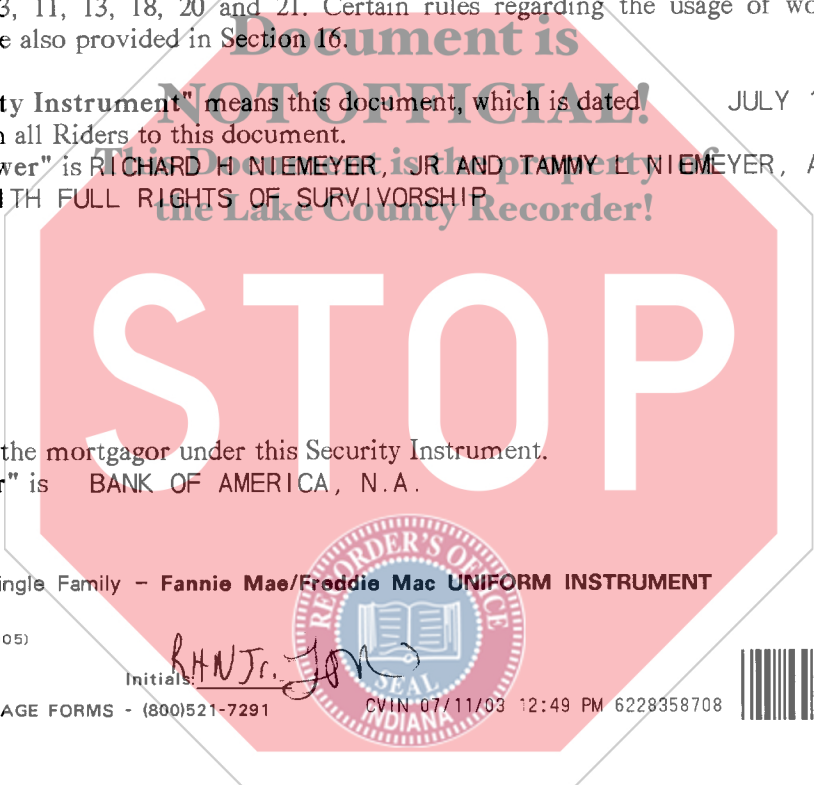 3, 11, 13, 18, 20 and 21. Certain rules regarding the usage of wo
e also provided in Section 16.
Document is
NOT OFFICIAL!
This Document is the property of
the Lake County Recorder!
ty Instrument" means this document, which is dated JULY 1
n all Riders to this document.
wer" is RICHARD H NIEMEYER, JR AND TAMMY L NIEMEYER, A
ITH FULL RIGHTS OF SURVIVORSHIP
STOP
the mortgagor under this Security Instrument.
r" is BANK OF AMERICA, N.A.
ingle Family - Fannie Mae/Freddie Mac UNIFORM INSTRUMENT
05)
Initials: RHNJr.
RECORDER'S OFFICE
SEAL
INDIANA
AGE FORMS - (800)521-7291 CVIN 07/11/03 12:49 PM 6228358708